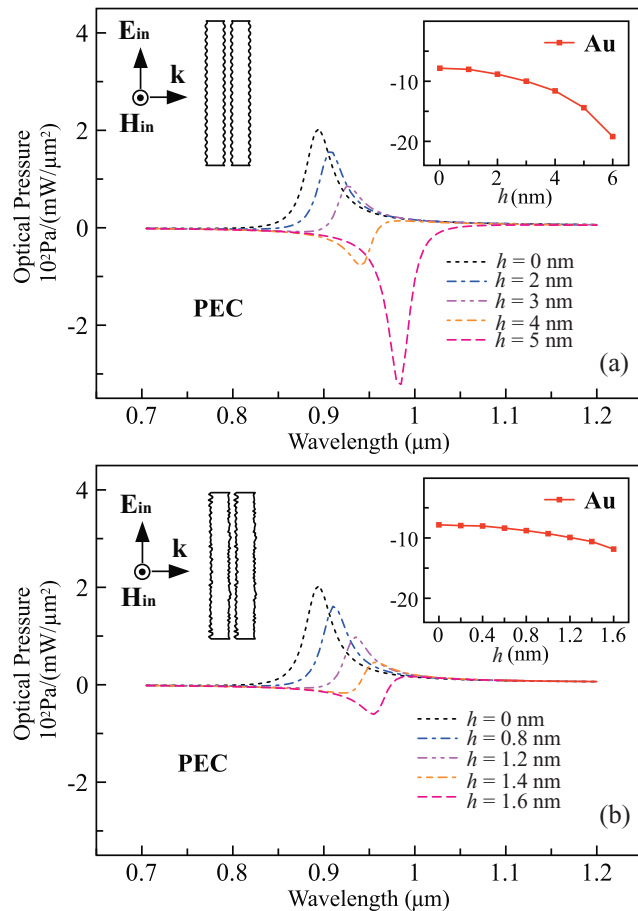 Ein
k
Hin
Optical Pressure
10²Pa/(mW/μm²)
4
2
0
-2
Au
-10
-20
0 2 4 6
h (nm)
h = 0 nm
h = 2 nm
h = 3 nm
h = 4 nm
h = 5 nm
PEC
(a)
0.7 0.8 0.9 1 1.1 1.2
Wavelength (μm)
Ein
k
Hin
Optical Pressure
10²Pa/(mW/μm²)
4
2
0
-2
Au
-10
-20
0 0.4 0.8 1.2 1.6
h (nm)
h = 0 nm
h = 0.8 nm
h = 1.2 nm
h = 1.4 nm
h = 1.6 nm
PEC
(b)
0.7 0.8 0.9 1 1.1 1.2
Wavelength (μm)